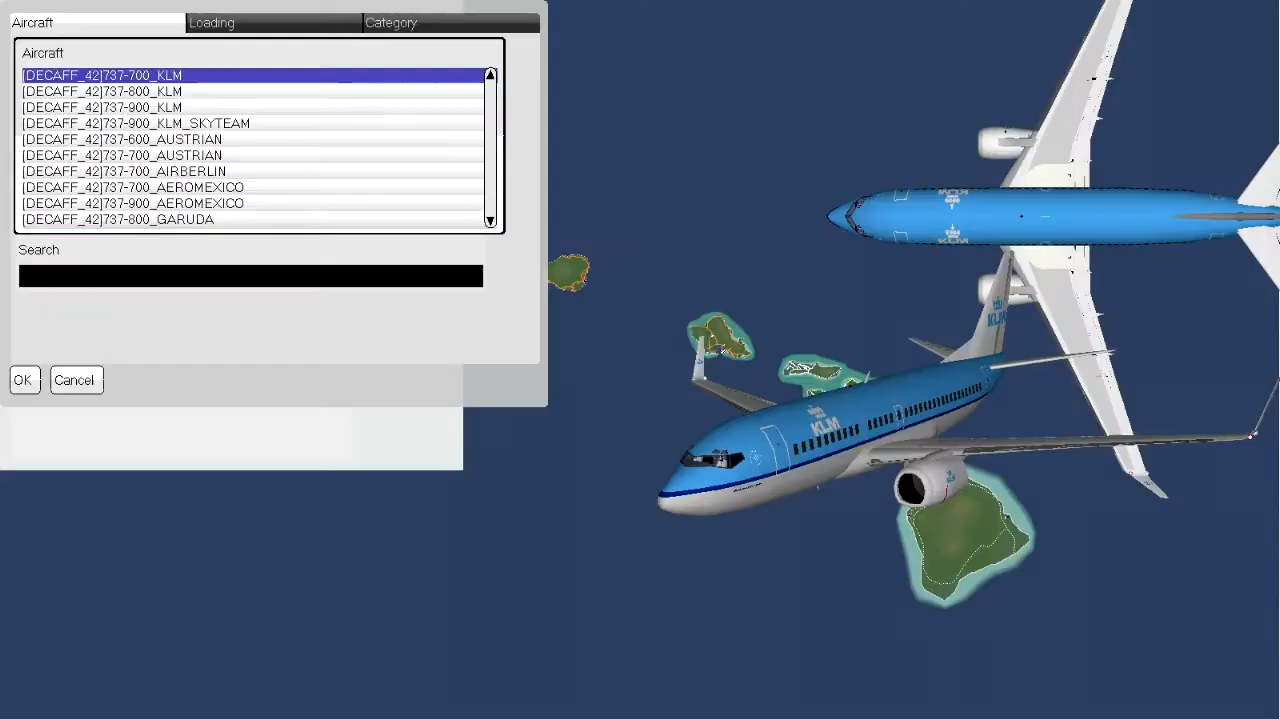 Aircraft
Loading
Category
Aircraft
[DECAFF_42]737-700_KLM
[DECAFF_42]737-800_KLM
[DECAFF_42]737-900_KLM
[DECAFF_42]737-900_KLM_SKYTEAM
[DECAFF_42]737-600_AUSTRIAN
[DECAFF_42]737-700_AUSTRIAN
[DECAFF_42]737-700_AIRBERLIN
[DECAFF_42]737-700_AEROMEXICO
[DECAFF_42]737-900_AEROMEXICO
[DECAFF_42]737-800_GARUDA
Search
OK
Cancel
KLM
KLM
KLM
KLM